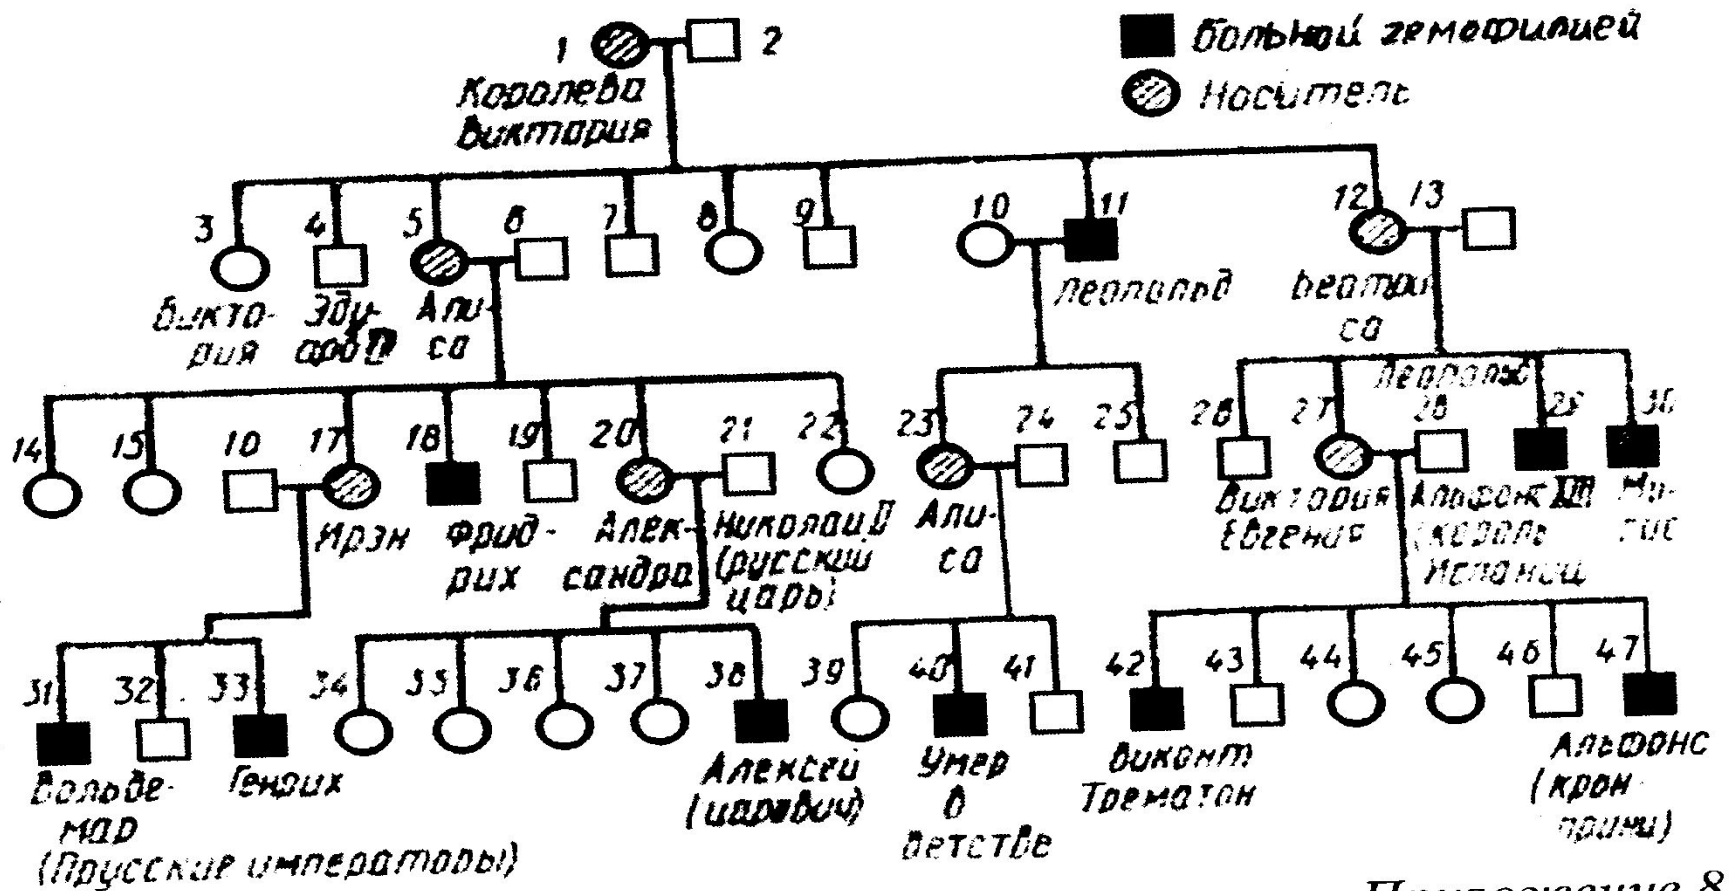 1
2
больной гемофилией
Королева
Виктория
Носитель
3
4
5
6
7
8
9
10
11
12
13
Викто-
рия
Эду-
ард
Али-
са
Леопольд
Беатри
са
Леопольд
14
15
16
17
18
19
20
21
22
23
24
25
26
27
28
29
30
Ирэн
Фрид-
рих
Алек-
сандра
Николай II
(русский
царь)
Али-
са
Виктория
Евгения
Альфонс XIII
(король
Испании
31
32
33
34
35
36
37
38
39
40
41
42
43
44
45
46
47
Вольде-
мар
Генрих
(Прусские императоры)
Алексей
(царевич)
Умер
в
детстве
Виконт
Трематон
Альфонс
(крон
принц)
Приложение 8